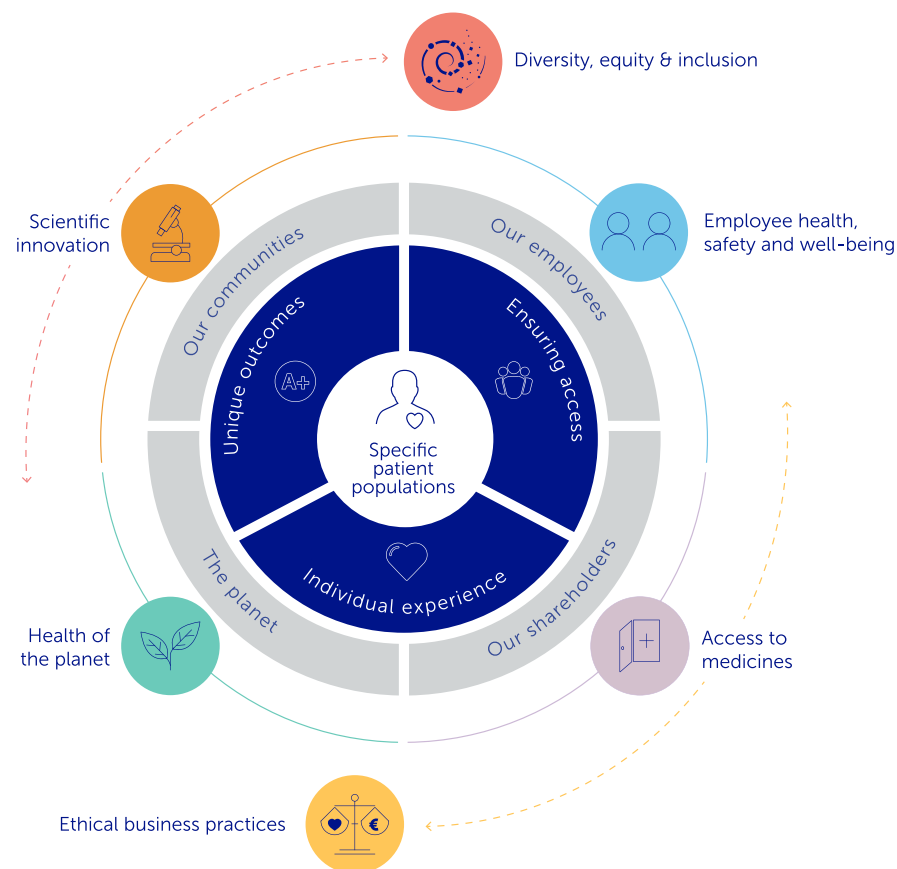 Diversity, equity & inclusion
Scientific
innovation
Employee health,
safety and well-being
Our communities
Our employees
Unique outcomes
Ensuring access
A+
Specific
patient
populations
Individual experience
The planet
Our shareholders
Health of
the planet
Access to
medicines
Ethical business practices
€